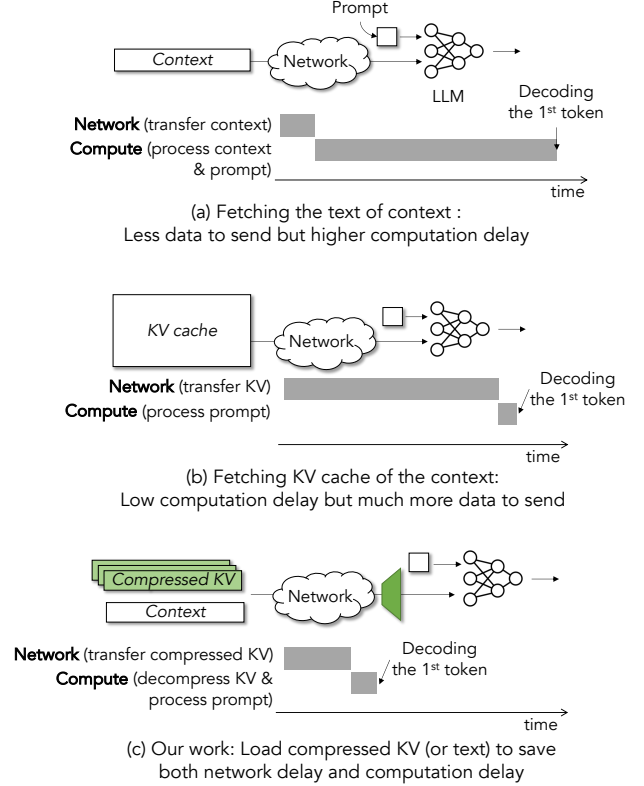 Prompt
Context
Network
LLM
Decoding
the 1st token
Network (transfer context)
Compute (process context
& prompt)
time
(a) Fetching the text of context :
Less data to send but higher computation delay
KV cache
Network
Network (transfer KV)
Compute (process prompt)
Decoding
the 1st token
time
(b) Fetching KV cache of the context:
Low computation delay but much more data to send
Compressed KV
Context
Network
Network (transfer compressed KV)
Compute (decompress KV &
process prompt)
Decoding
the 1st token
time
(c) Our work: Load compressed KV (or text) to save
both network delay and computation delay